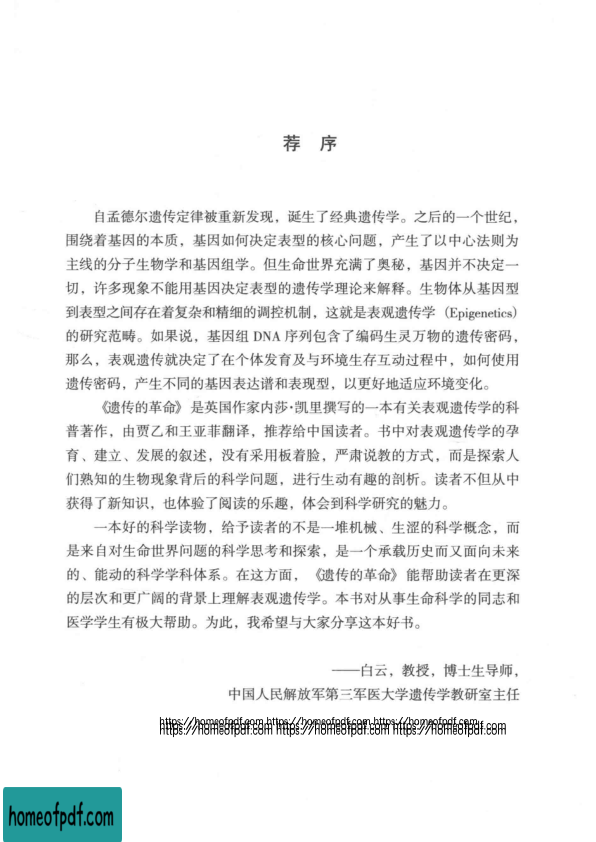 荐 序
自孟德尔遗传定律被重新发现，诞生了经典遗传学。之后的一个世纪，
围绕着基因的本质，基因如何决定表型的核心问题，产生了以中心法则为
主线的分子生物学和基因组学。但生命世界充满了奥秘，基因并不决定一
切，许多现象不能用基因决定表型的遗传学理论来解释。生物体从基因型
到表型之间存在着复杂和精细的调控机制，这就是表观遗传学（Epigenetics）
的研究范畴。如果说，基因组 DNA 序列包含了编码生灵万物的遗传密码，
那么，表观遗传就决定了在个体发育及与环境生存互动过程中，如何使用
遗传密码，产生不同的基因表达谱和表现型，以更好地适应环境变化。
《遗传的革命》是英国作家内莎·凯里撰写的一本有关表观遗传学的科
普著作，由贾乙和王亚菲翻译，推荐给中国读者。书中对表观遗传学的孕
育、建立、发展的叙述，没有采用板着脸，严肃说教的方式，而是探索人
们熟知的生物现象背后的科学问题，进行生动有趣的剖析。读者不但从中
获得了新知识，也体验了阅读的乐趣，体会到科学研究的魅力。
一本好的科学读物，给予读者的不是一堆机械、生涩的科学概念，而
是来自对生命世界问题的科学思考和探索，是一个承载历史而又面向未来
的、能动的科学学科体系。在这方面，《遗传的革命》能帮助读者在更深
的层次和更广阔的背景上理解表观遗传学。本书对从事生命科学的同志和
医学学生有极大帮助。为此，我希望与大家分享这本好书。
——白云，教授，博士生导师，
中国人民解放军第三军医大学遗传学教研室主任
https://homeofpdf.com https://homeofpdf.com https://homeofpdf.com
https://homeofpdf.com https://homeofpdf.com https://homeofpdf.com
homeofpdf.com